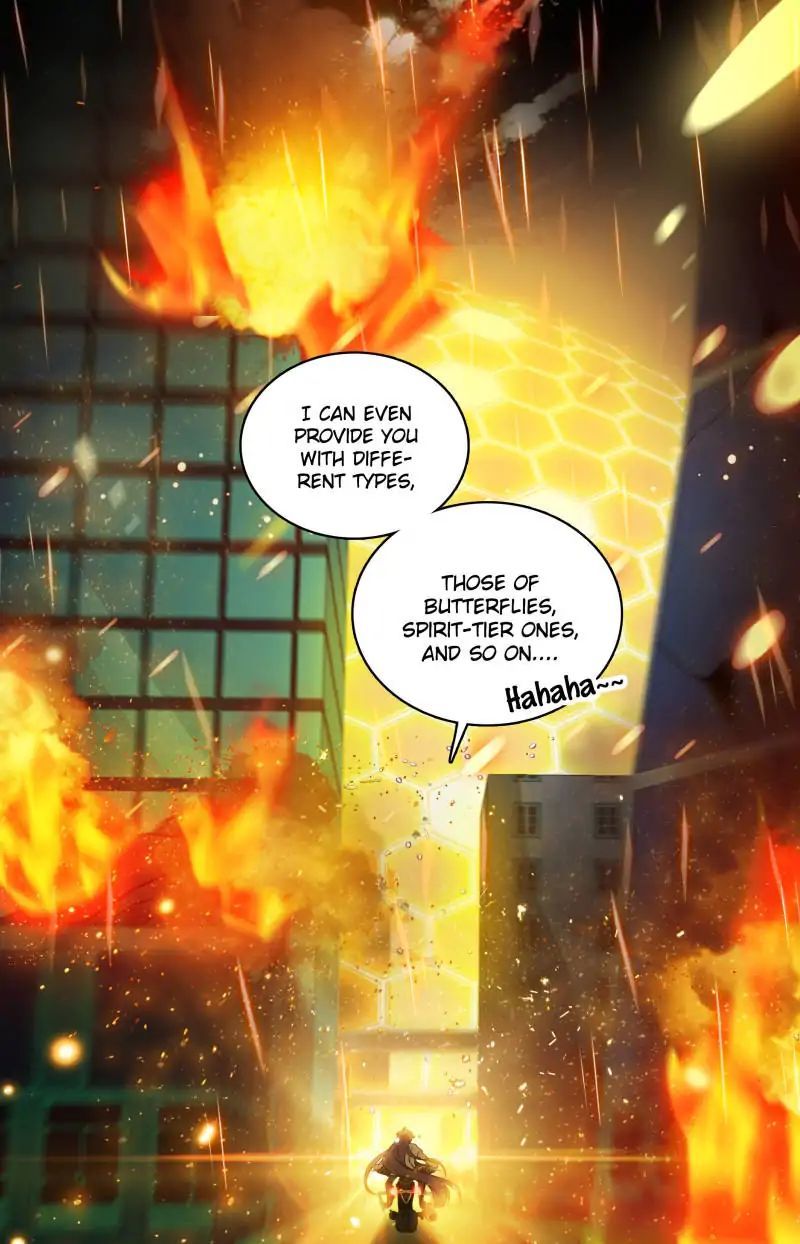 I CAN EVEN
PROVIDE YOU
WITH DIFFE-
RENT TYPES,
THOSE OF
BUTTERFLIES,
SPIRIT-TIER ONES,
AND SO ON....
Hahaha~~